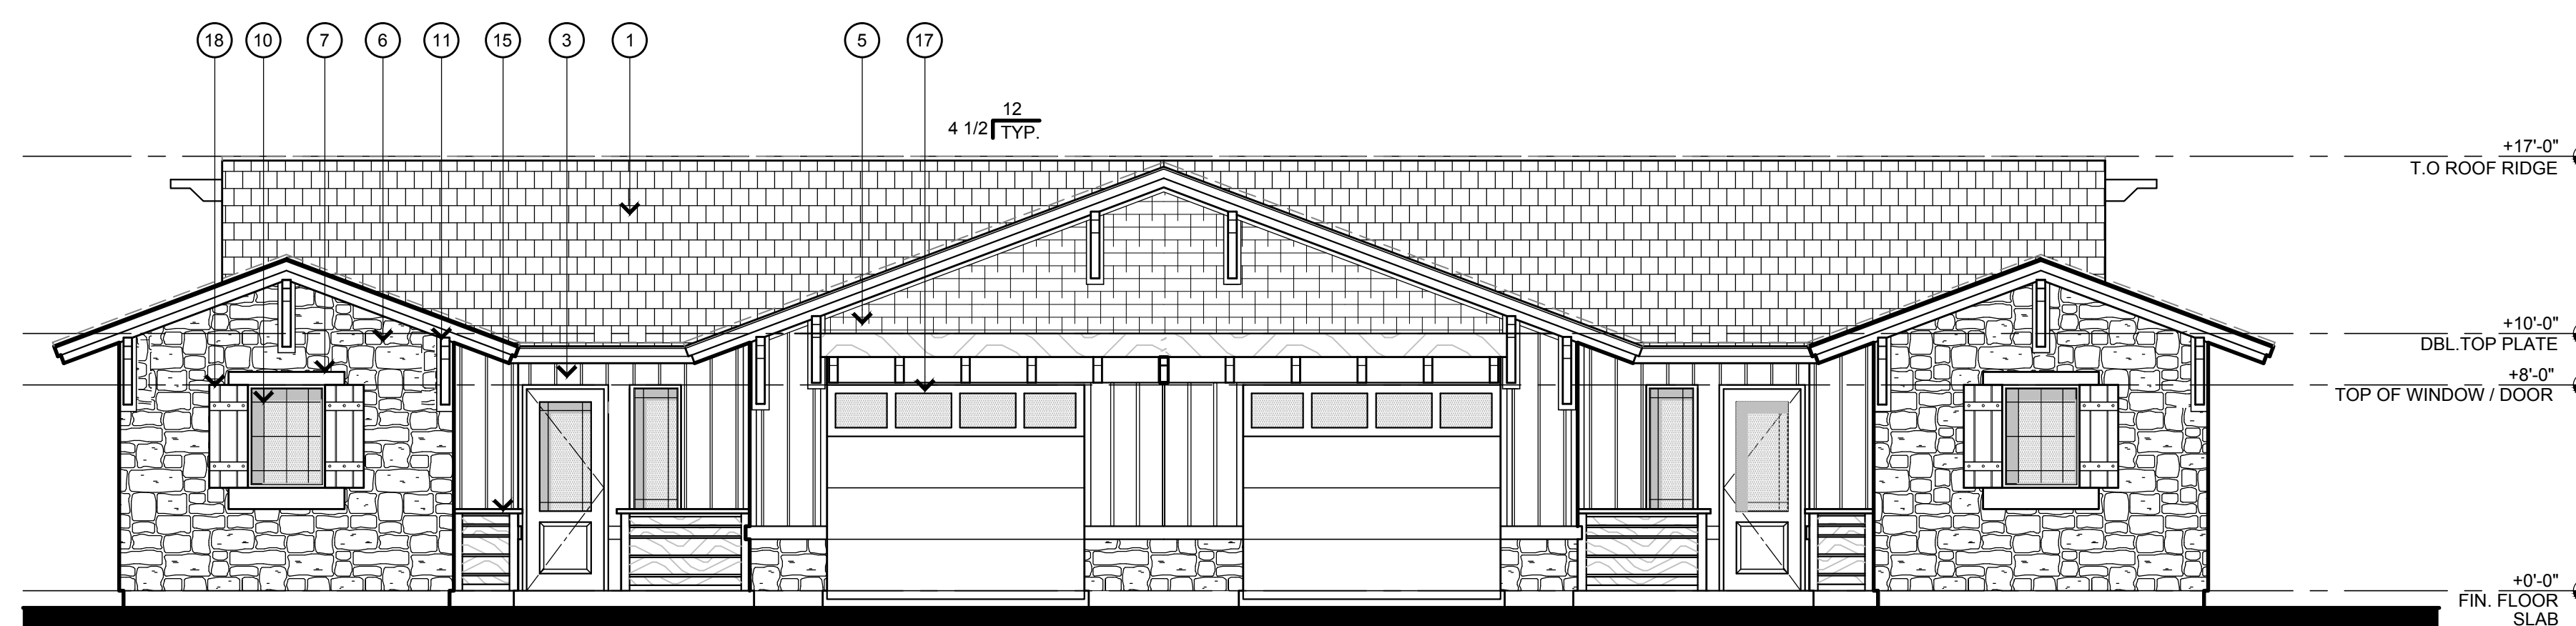 18 10 7 6 11 15 3 1 5 17
12
4 1/2 TYP.
+17'-0"
T.O ROOF RIDGE
+10'-0"
DBL.TOP PLATE
+8'-0"
TOP OF WINDOW / DOOR
+0'-0"
FIN. FLOOR
SLAB